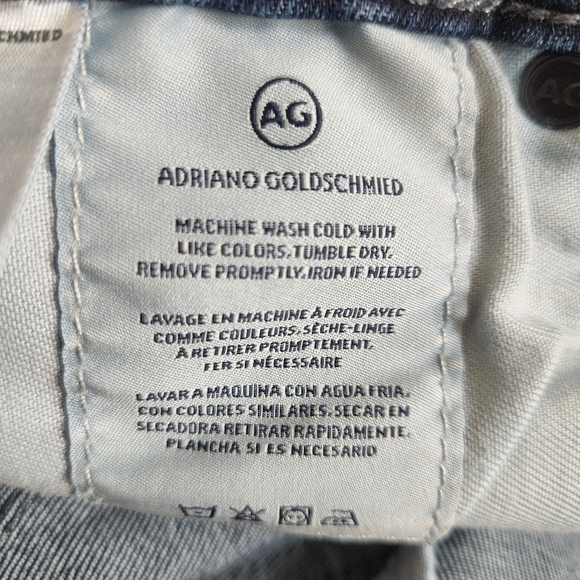 CHMIED
AG
AG
ADRIANO GOLDSCHMIED
MACHINE WASH COLD WITH
LIKE COLORS. TUMBLE DRY.
REMOVE PROMPTLY. IRON IF NEEDED
LAVAGE EN MACHINE À FROID AVEC
COMME COULEURS. SÈCHE-LINGE
À RETIRER PROMPTEMENT.
FER SI NÉCESSAIRE
LAVAR A MAQUINA CON AGUA FRIA.
CON COLORES SIMILARES. SECAR EN
SECADORA RETIRAR RAPIDAMENTE.
PLANCHA SI ES NECESARIO